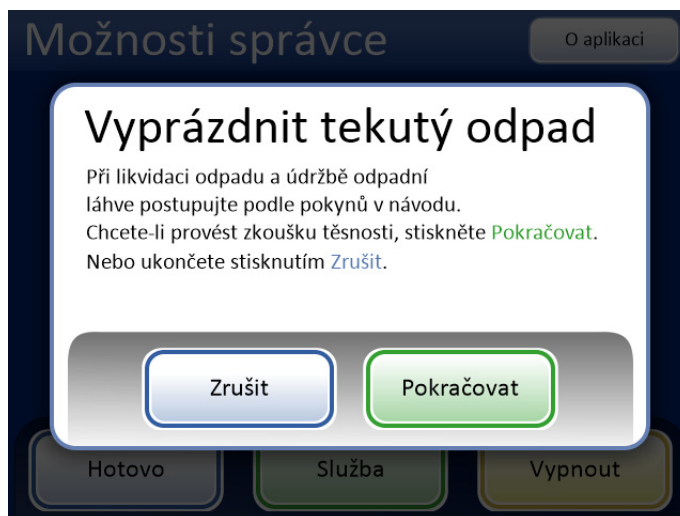 Možnosti správce
O aplikaci
Vyprázdnit tekutý odpad
Při likvidaci odpadu a údržbě odpadní
láhve postupujte podle pokynů v návodu.
Chcete-li provést zkoušku těsnosti, stiskněte Pokračovat.
Nebo ukončete stisknutím Zrušit.
Zrušit
Pokračovat
Hotovo
Služba
Vypnout